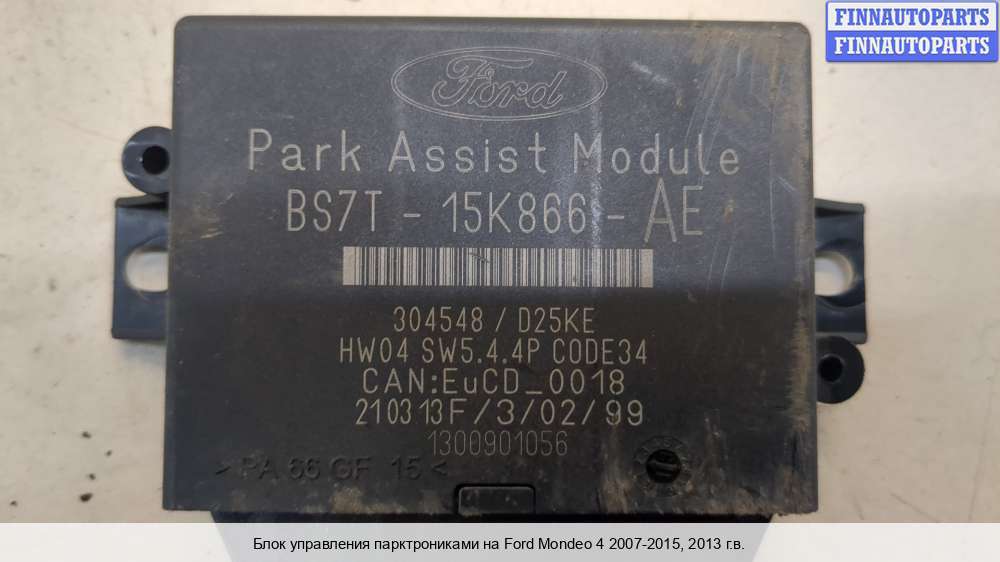 FINNAUTOPARTS
FINNAUTOPARTS
Ford
Park Assist Module
BS7T - 15K866 - AE
304548 / D25KE
HW04 SW5.4.4P CODE34
CAN:EuCD_0018
210313F/3/02/99
1300901056
> PA 66 GF 15 <
Блок управления парктрониками на Ford Mondeo 4 2007-2015, 2013 г.в.